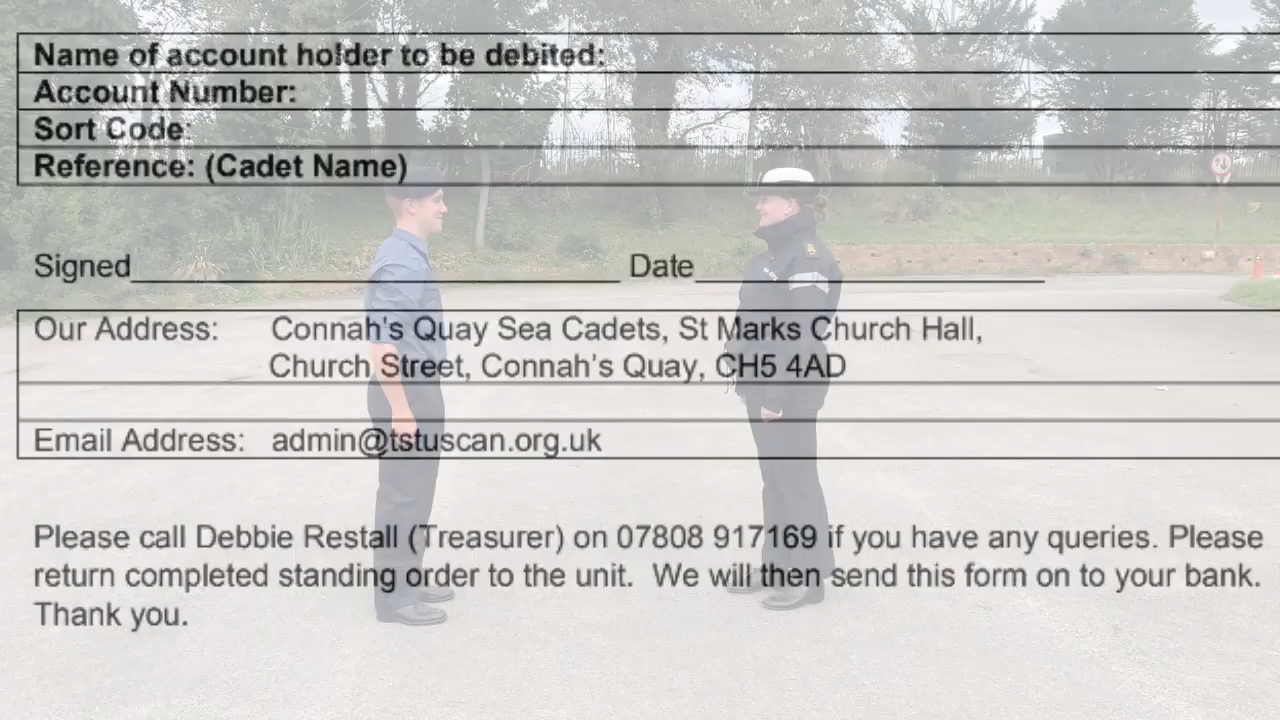 Name of account holder to be debited:
Account Number:
Sort Code:
Reference: (Cadet Name)
Signed Date
Our Address: Connah's Quay Sea Cadets, St Marks Church Hall,
Church Street, Connah's Quay, CH5 4AD
Email Address: admin@tstuscan.org.uk
Please call Debbie Restall (Treasurer) on 07808 917169 if you have any queries. Please
return completed standing order to the unit. We will then send this form on to your bank.
Thank you.